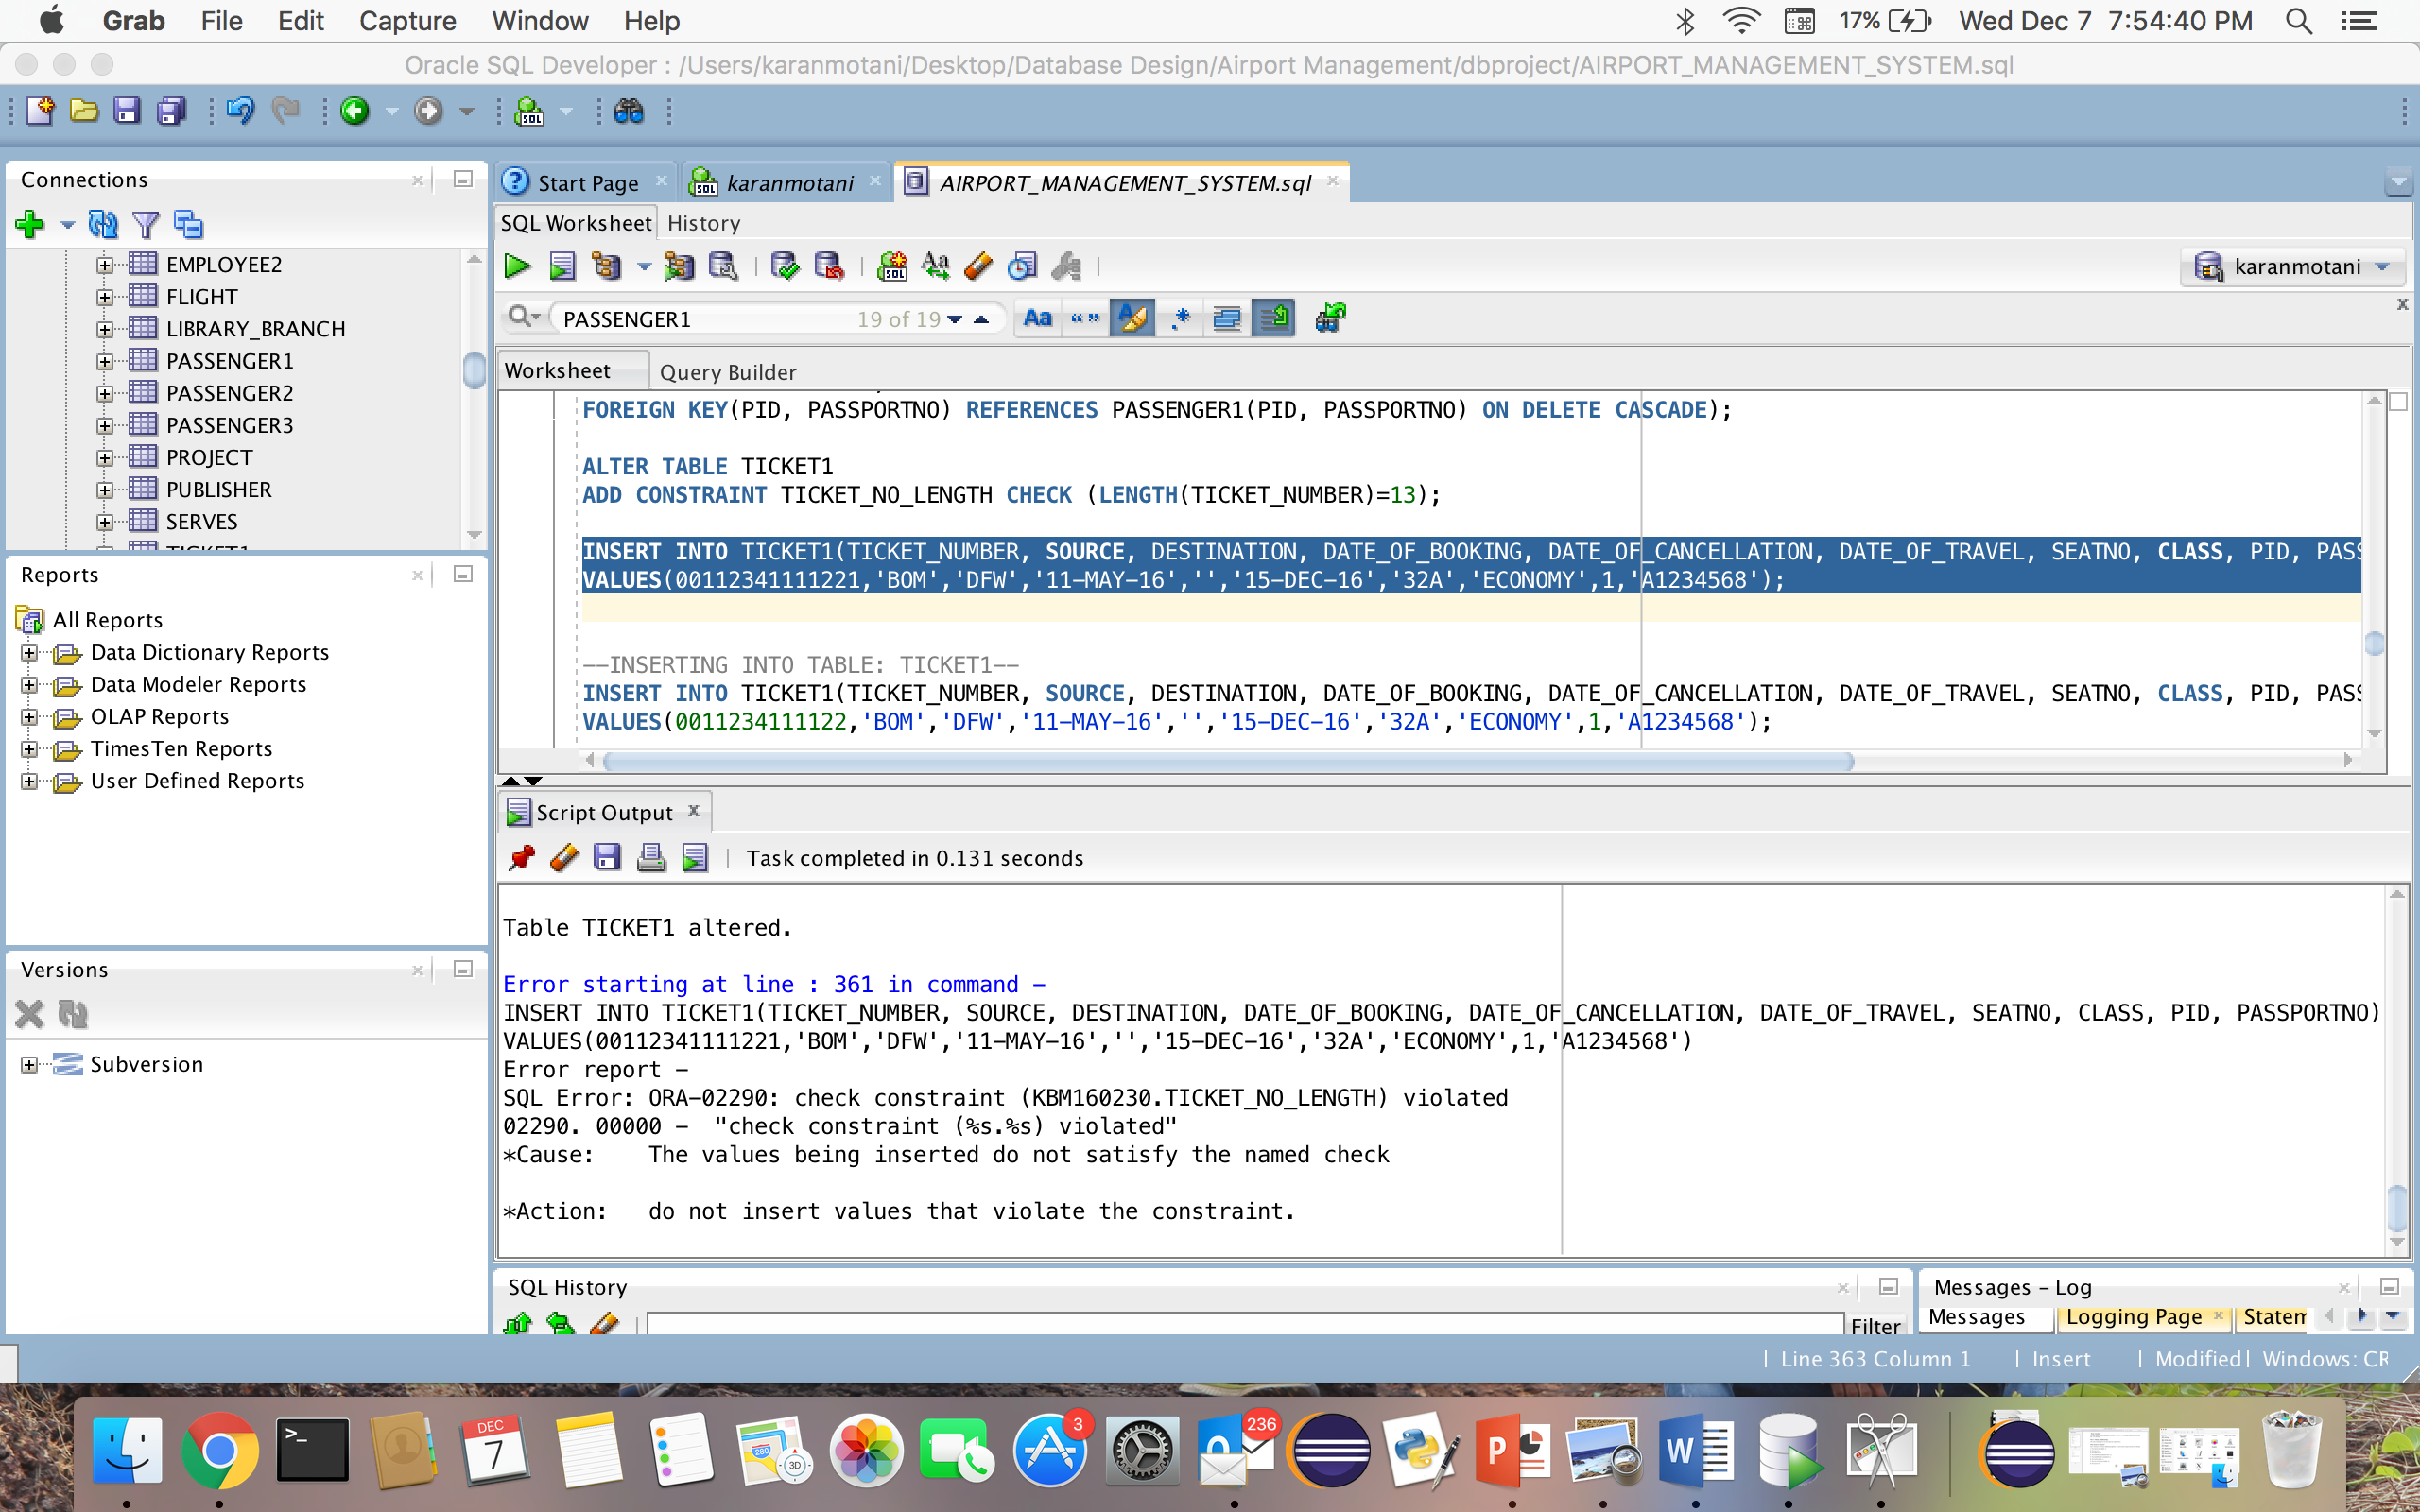 Grab File Edit Capture Window Help 17% Wed Dec 7 7:54:40 PM
Oracle SQL Developer : /Users/karanmotani/Desktop/Database Design/Airport Management/dbproject/AIRPORT_MANAGEMENT_SYSTEM.sql
Connections
EMPLOYEE2
FLIGHT
LIBRARY_BRANCH
PASSENGER1
PASSENGER2
PASSENGER3
PROJECT
PUBLISHER
SERVES
TICKET1
Reports
All Reports
Data Dictionary Reports
Data Modeler Reports
OLAP Reports
TimesTen Reports
User Defined Reports
Versions
Subversion
Start Page karanmotani AIRPORT_MANAGEMENT_SYSTEM.sql
SQL Worksheet History
karanmotani
PASSENGER1 19 of 19 Aa “ ” .*
Worksheet Query Builder
FOREIGN KEY(PID, PASSPORTNO) REFERENCES PASSENGER1(PID, PASSPORTNO) ON DELETE CASCADE);
ALTER TABLE TICKET1
ADD CONSTRAINT TICKET_NO_LENGTH CHECK (LENGTH(TICKET_NUMBER)=13);
INSERT INTO TICKET1(TICKET_NUMBER, SOURCE, DESTINATION, DATE_OF_BOOKING, DATE_OF_CANCELLATION, DATE_OF_TRAVEL, SEATNO, CLASS, PID, PASS
VALUES(00112341111221,'BOM','DFW','11-MAY-16','','15-DEC-16','32A','ECONOMY',1,'A1234568');
--INSERTING INTO TABLE: TICKET1--
INSERT INTO TICKET1(TICKET_NUMBER, SOURCE, DESTINATION, DATE_OF_BOOKING, DATE_OF_CANCELLATION, DATE_OF_TRAVEL, SEATNO, CLASS, PID, PASS
VALUES(0011234111122,'BOM','DFW','11-MAY-16','','15-DEC-16','32A','ECONOMY',1,'A1234568');
Script Output
Task completed in 0.131 seconds
Table TICKET1 altered.
Error starting at line : 361 in command -
INSERT INTO TICKET1(TICKET_NUMBER, SOURCE, DESTINATION, DATE_OF_BOOKING, DATE_OF_CANCELLATION, DATE_OF_TRAVEL, SEATNO, CLASS, PID, PASSPORTNO)
VALUES(00112341111221,'BOM','DFW','11-MAY-16','','15-DEC-16','32A','ECONOMY',1,'A1234568')
Error report -
SQL Error: ORA-02290: check constraint (KBM160230.TICKET_NO_LENGTH) violated
02290. 00000 - "check constraint (%s.%s) violated"
*Cause: The values being inserted do not satisfy the named check
*Action: do not insert values that violate the constraint.
SQL History
Filter
Messages - Log
Messages Logging Page Statem
Line 363 Column 1 Insert Modified Windows: CR
DEC
7
280
3D
3
236